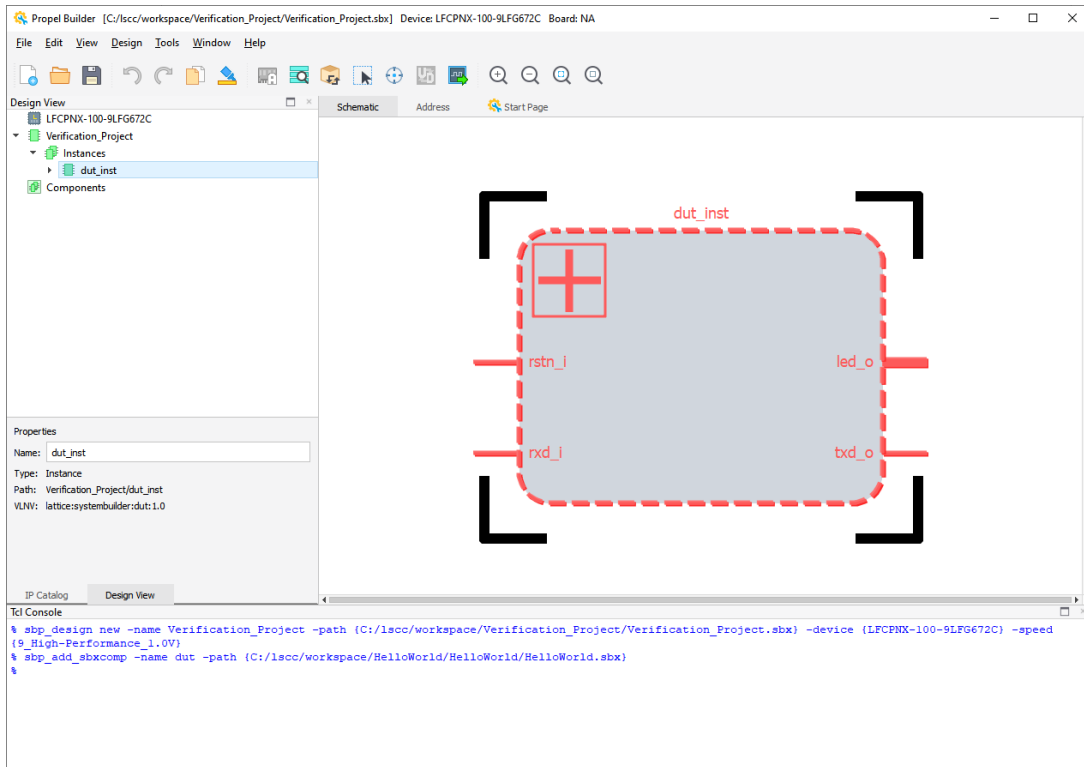 Propel Builder [C:/lscc/workspace/Verification_Project/Verification_Project.sbx] Device: LFCPNX-100-9LFG672C Board: NA
File Edit View Design Tools Window Help
Design View
LFCPNX-100-9LFG672C
Verification_Project
Instances
dut_inst
Components
Schematic Address Start Page
dut_inst
rstn_i led_o
rxd_i txd_o
Properties
Name: dut_inst
Type: Instance
Path: Verification_Project/dut_inst
VLNV: lattice:systembuilder:dut:1.0
IP Catalog Design View
Tcl Console
% sbp_design new -name Verification_Project -path {C:/lscc/workspace/Verification_Project/Verification_Project.sbx} -device {LFCPNX-100-9LFG672C} -speed
{9_High-Performance_1.0V}
% sbp_add_sbxcomp -name dut -path {C:/lscc/workspace/HelloWorld/HelloWorld/HelloWorld.sbx}
%